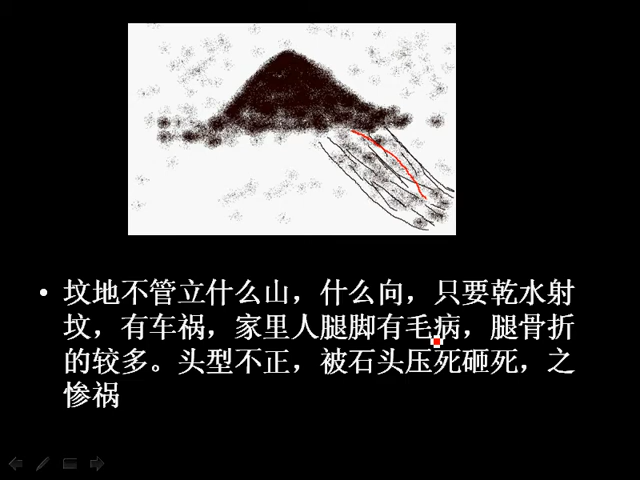 • 坟地不管立什么山，什么向，只要乾水射
坟，有车祸，家里人腿脚有毛病，腿骨折
的较多。头型不正，被石头压死砸死，之
惨祸